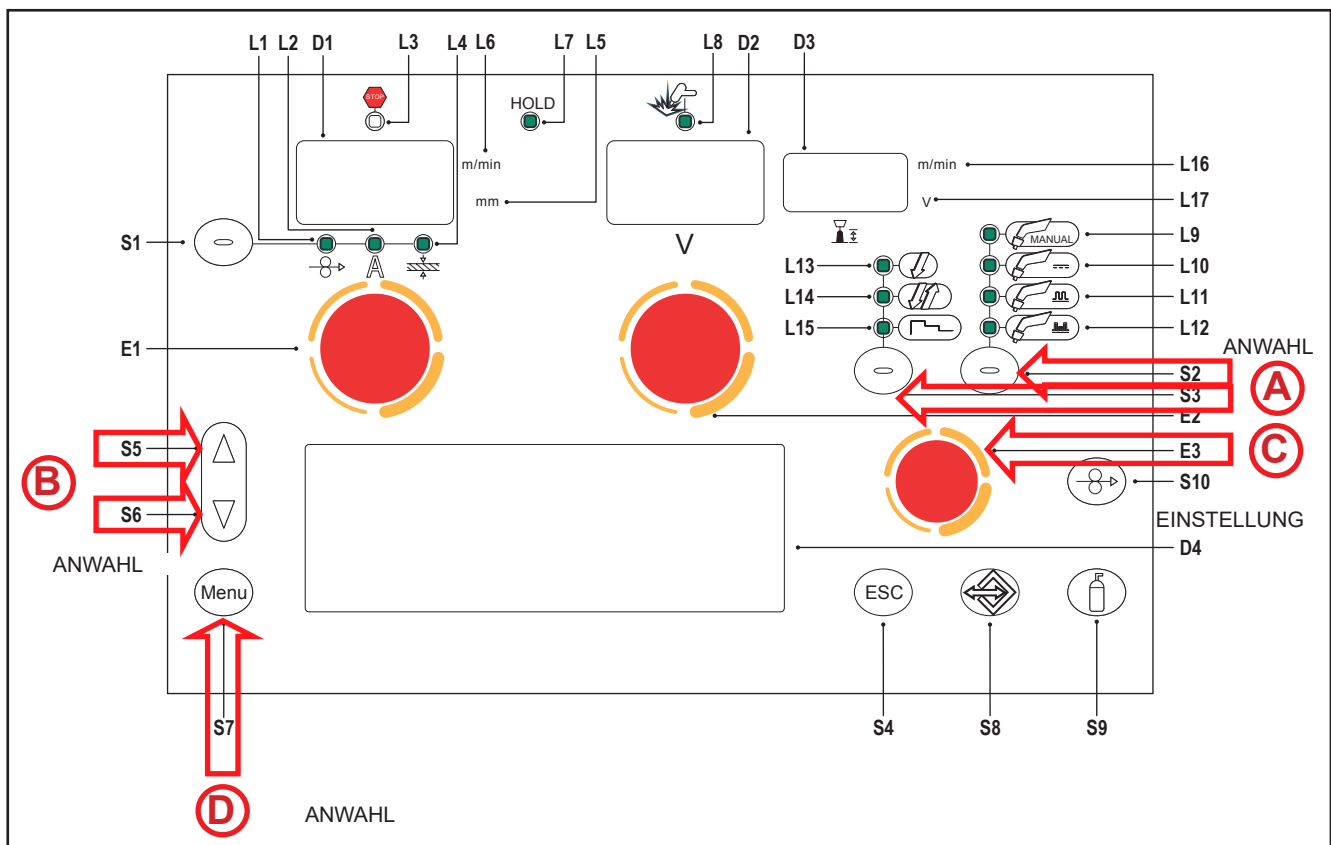 L1 L2 D1 L3 L4 L6 L7 L5 L8 D2 D3
STOP
HOLD
m/min
m/min
L16
mm
V
L17
S1
MANUAL
L9
A
V
L13
L10
L14
L11
L15
L12
E1
ANWAHL
S2
A
S3
E2
S5
E3
C
B
S10
S6
EINSTELLUNG
D4
ANWAHL
Menu
ESC
S7
S4
S8
S9
D
ANWAHL